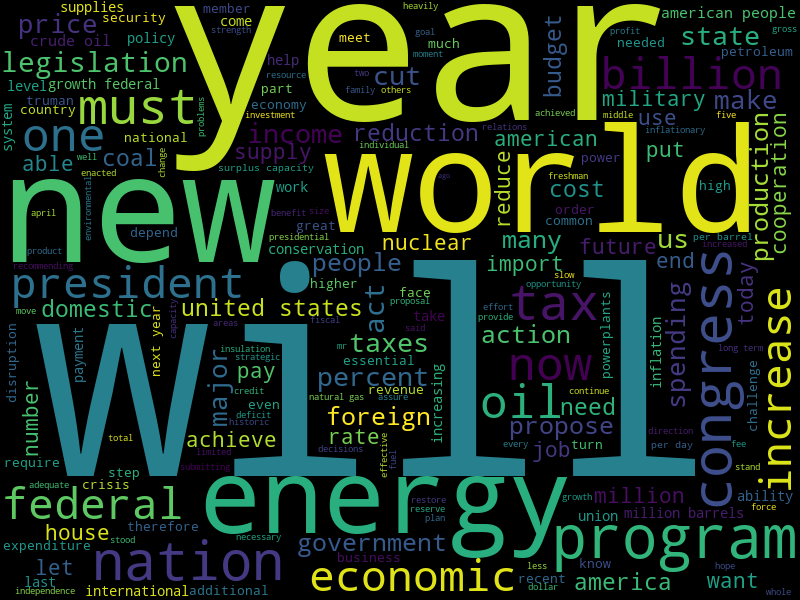 supplies
member
heavily
american people
price
security
come
strength
meet
goal
profit
gross
crude oil
policy
much
budget
needed
state
petroleum
legislation
help
two
moment
cut
resource
family
others
billion
level
growth federal
part
year
military
make
system
truman
must
problems
economy
achieved
middle
five
country
investment
use
one
national
income
reduction
relations
inflationary
american
production
cooperation
able
coal
supply
individual
power
put
well
enacted
change
surplus capacity
reduce
freshman
high
new
world
cost
environmental
work
ago
april
benefit
size
order
great
common
depend
presidential
many
future
us
per barrel
product
conservation
nuclear
increased
recommending
people
import
slow
end
president
higher
opportunity
today
domestic
united states
act
face
proposal
take
effort
provide
tax
spending
congress
move
next year
capacity
areas
fiscal
said
action
powerplants
inflation
long term
disruption
payment
major
insulation
strategic
mr
taxes
essential
increasing
now
increase
will
pay
percent
credit
natural gas
revenue
assure
continue
oil
need
challenge
number
even
deficit
foreign
historic
rate
propose
direction
total
achieve
decisions
effective
fuel
every
job
turn
per day
fee
require
step
limited
submitting
stand
adequate
crisis
energy
restore
reserve
plan
growth
million
ability
force
federal
house
therefore
union
million barrels
program
expenditure
stood
necessary
government
business
less
recent
know
hope
let
last
nation
economic
america
want
independence
international
additional
dollar
whole